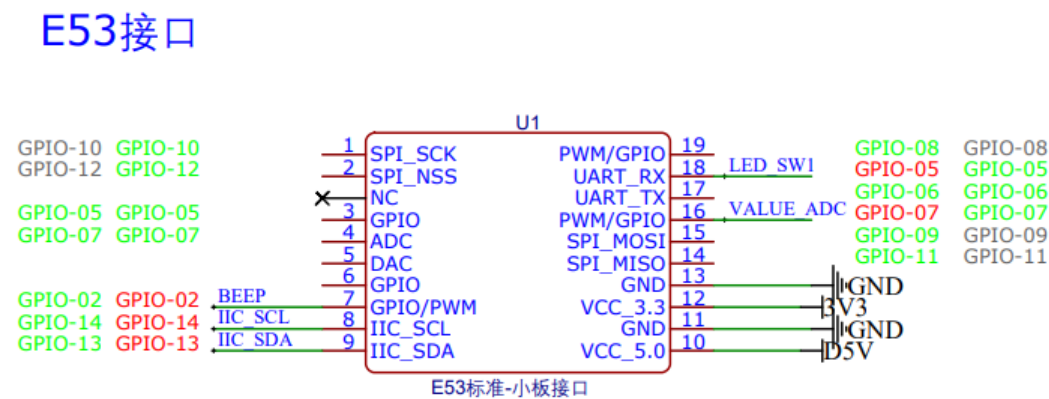 E53接口
U1
GPIO-10 GPIO-10 1 SPI_SCK PWM/GPIO 19 GPIO-08 GPIO-08
GPIO-12 GPIO-12 2 SPI_NSS UART_RX 18 LED_SW1 GPIO-05 GPIO-05
NC UART_TX 17 GPIO-06 GPIO-06
GPIO-05 GPIO-05 3 GPIO PWM/GPIO 16 VALUE_ADC GPIO-07 GPIO-07
GPIO-07 GPIO-07 4 ADC SPI_MOSI 15 GPIO-09 GPIO-09
5 DAC SPI_MISO 14 GPIO-11 GPIO-11
6 GPIO GND 13 GND
GPIO-02 GPIO-02 BEEP 7 GPIO/PWM VCC_3.3 12 3V3
GPIO-14 GPIO-14 IIC_SCL 8 IIC_SCL GND 11 GND
GPIO-13 GPIO-13 IIC_SDA 9 IIC_SDA VCC_5.0 10 D5V
E53标准-小板接口